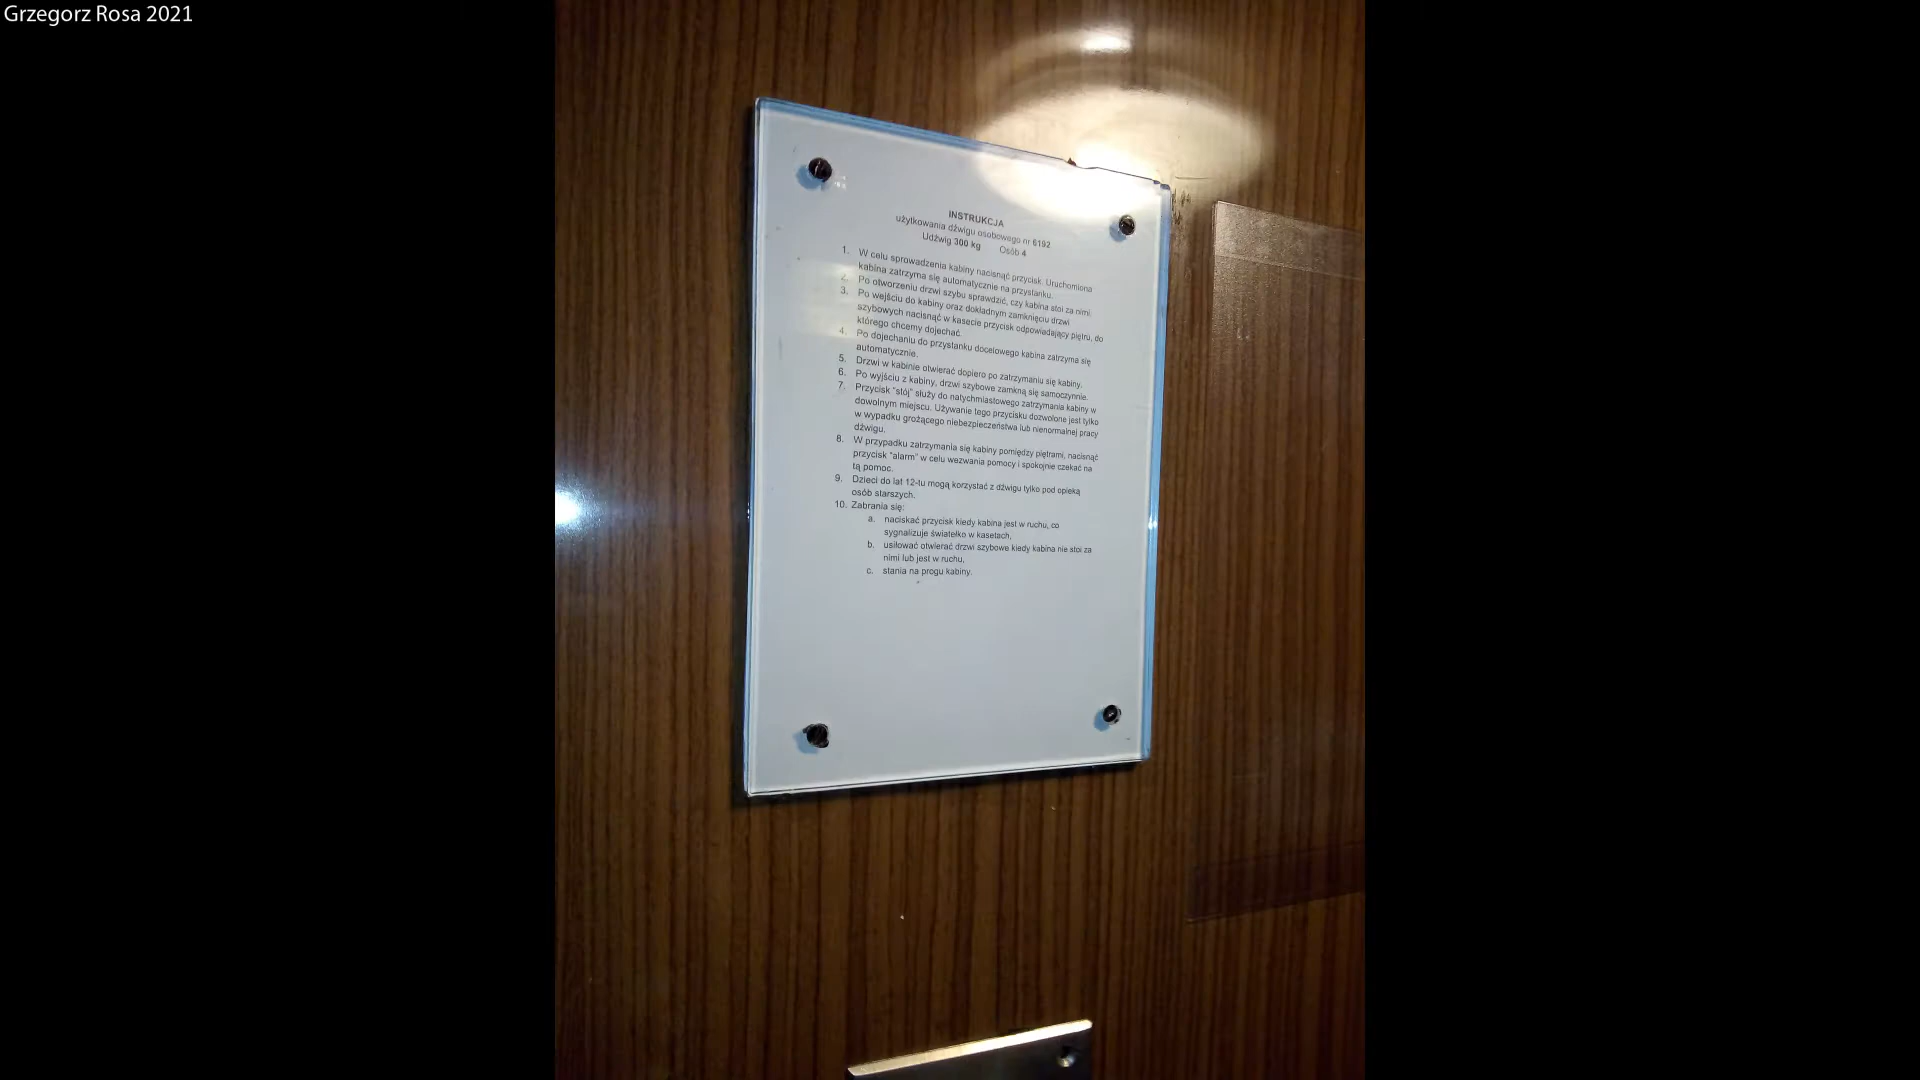 Grzegorz Rosa 2021
INSTRUKCJA
użytkowania dźwigu osobowego nr 6192
Udźwig 300 kg Osób 4
1. W celu sprowadzenia kabiny nacisnąć przycisk. Uruchomiona
kabina zatrzyma się automatycznie na przystanku.
2. Po otworzeniu drzwi szybu sprawdzić, czy kabina stoi za nimi.
3. Po wejściu do kabiny oraz dokładnym zamknięciu drzwi
szybowych nacisnąć w kasecie przycisk odpowiadający piętru, do
którego chcemy dojechać.
4. Po dojechaniu do przystanku docelowego kabina zatrzyma się
automatycznie.
5. Drzwi w kabinie otwierać dopiero po zatrzymaniu się kabiny.
6. Po wyjściu z kabiny, drzwi szybowe zamkną się samoczynnie.
7. Przycisk "stój" służy do natychmiastowego zatrzymania kabiny w
dowolnym miejscu. Używanie tego przycisku dozwolone jest tylko
w wypadku grożącego niebezpieczeństwa lub nienormalnej pracy
dźwigu.
8. W przypadku zatrzymania się kabiny pomiędzy piętrami, nacisnąć
przycisk "alarm" w celu wezwania pomocy i spokojnie czekać na
tą pomoc.
9. Dzieci do lat 12-tu mogą korzystać z dźwigu tylko pod opieką
osób starszych.
10. Zabrania się:
a. naciskać przycisk kiedy kabina jest w ruchu, co
sygnalizuje światełko w kasetach,
b. usiłować otwierać drzwi szybowe kiedy kabina nie stoi za
nimi lub jest w ruchu,
c. stania na progu kabiny.